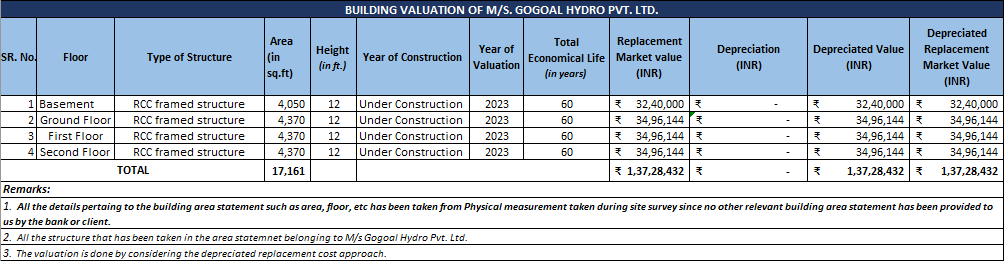 BUILDING VALUATION OF M/S. GOGOAL HYDRO PVT. LTD.
SR. No. Floor Type of Structure Area (in sq.ft) Height (in ft.) Year of Construction Year of Valuation Total Economical Life (in years) Replacement Market value (INR) Depreciation (INR) Depreciated Value (INR) Depreciated Replacement Market Value (INR)
1 Basement RCC framed structure 4,050 12 Under Construction 2023 60 ₹ 32,40,000 ₹ - ₹ 32,40,000 ₹ 32,40,000
2 Ground Floor RCC framed structure 4,370 12 Under Construction 2023 60 ₹ 34,96,144 ₹ - ₹ 34,96,144 ₹ 34,96,144
3 First Floor RCC framed structure 4,370 12 Under Construction 2023 60 ₹ 34,96,144 ₹ - ₹ 34,96,144 ₹ 34,96,144
4 Second Floor RCC framed structure 4,370 12 Under Construction 2023 60 ₹ 34,96,144 ₹ - ₹ 34,96,144 ₹ 34,96,144
TOTAL 17,161 ₹ 1,37,28,432 ₹ - ₹ 1,37,28,432 ₹ 1,37,28,432
Remarks:
1. All the details pertaining to the building area statement such as area, floor, etc has been taken from Physical measurement taken during site survey since no other relevant building area statement has been provided to
us by the bank or client.
2. All the structure that has been taken in the area statemnet belonging to M/s Gogoal Hydro Pvt. Ltd.
3. The valuation is done by considering the depreciated replacement cost approach.